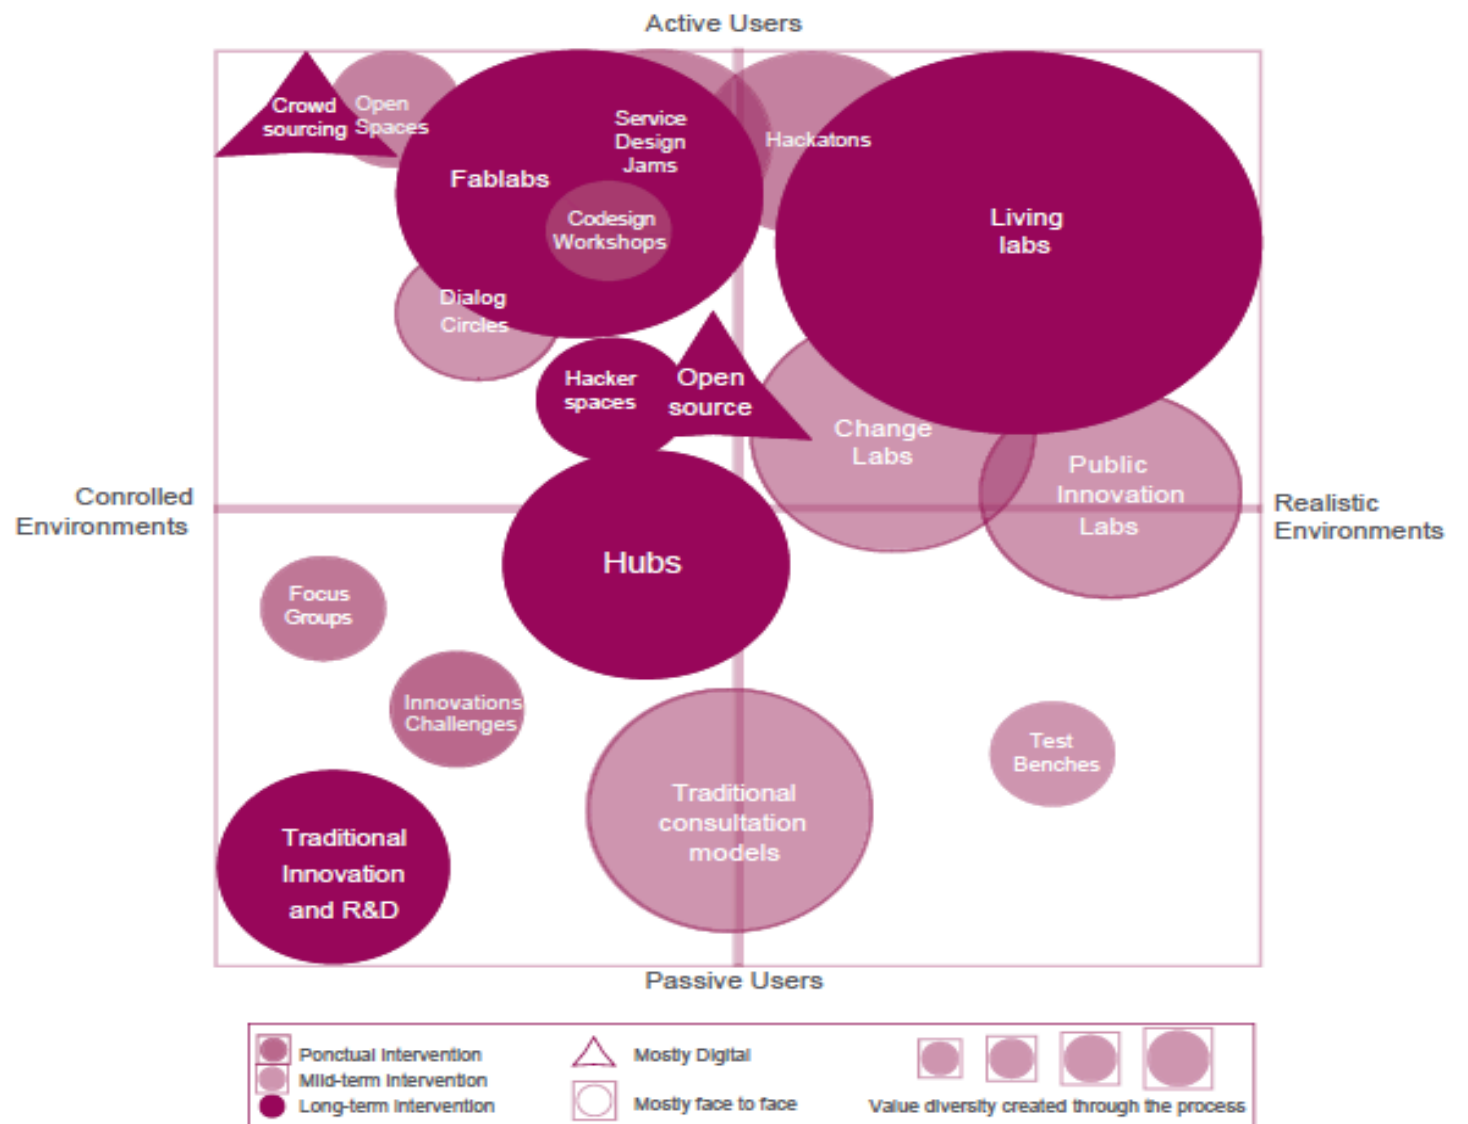 Active Users
Crowd
sourcing
Open
Spaces
Service
Design
Jams
Hackatons
Fablabs
Codesign
Workshops
Living
labs
Dialog
Circles
Hacker
spaces
Open
source
Change
Labs
Public
Innovation
Labs
Conrolled
Environments
Realistic
Environments
Hubs
Focus
Groups
Innovations
Challenges
Test
Benches
Traditional
consultation
models
Traditional
Innovation
and R&D
Passive Users
Ponctual Intervention
Mild-term Intervention
Long-term Intervention
Mostly Digital
Mostly face to face
Value diversity created through the process